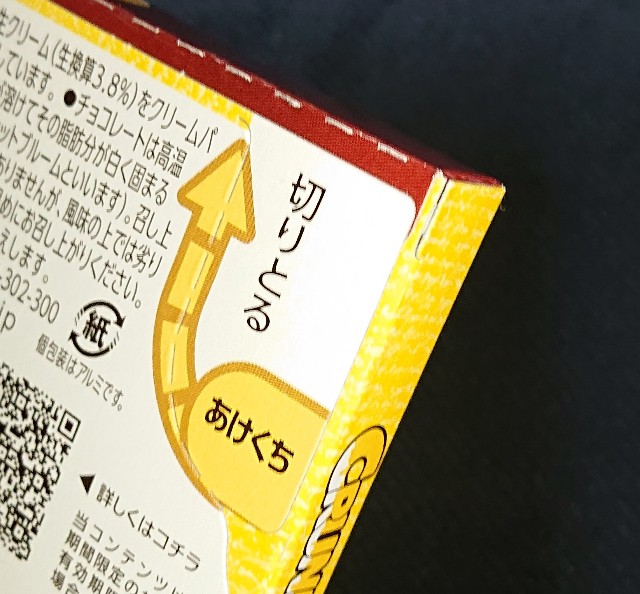 生クリーム(生換算3.8%)をクリームパ
しています。●チョコレートは高温
溶けてその脂肪分が白く固まる
ットブルームといいます)。召し上
ありませんが、風味の上では劣り
めにお召し上がりください。
えします。
-302-300
ip
紙
個包装はアルミです。
切りとる
あけくち
◀詳しくはコチラ
当コンテンツは
期間限定の
有効期
場合
CRUN